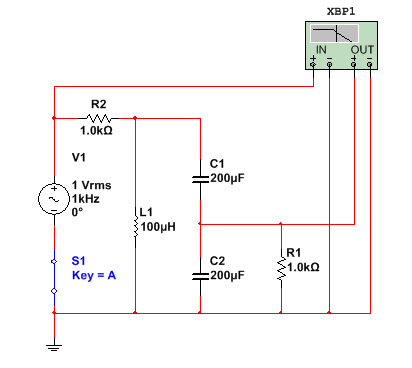 XBP1
IN OUT
+ − + −
R2
1.0kΩ
V1
1 Vrms
1kHz
0°
C1
200µF
L1
100µH
R1
1.0kΩ
C2
200µF
S1
Key = A